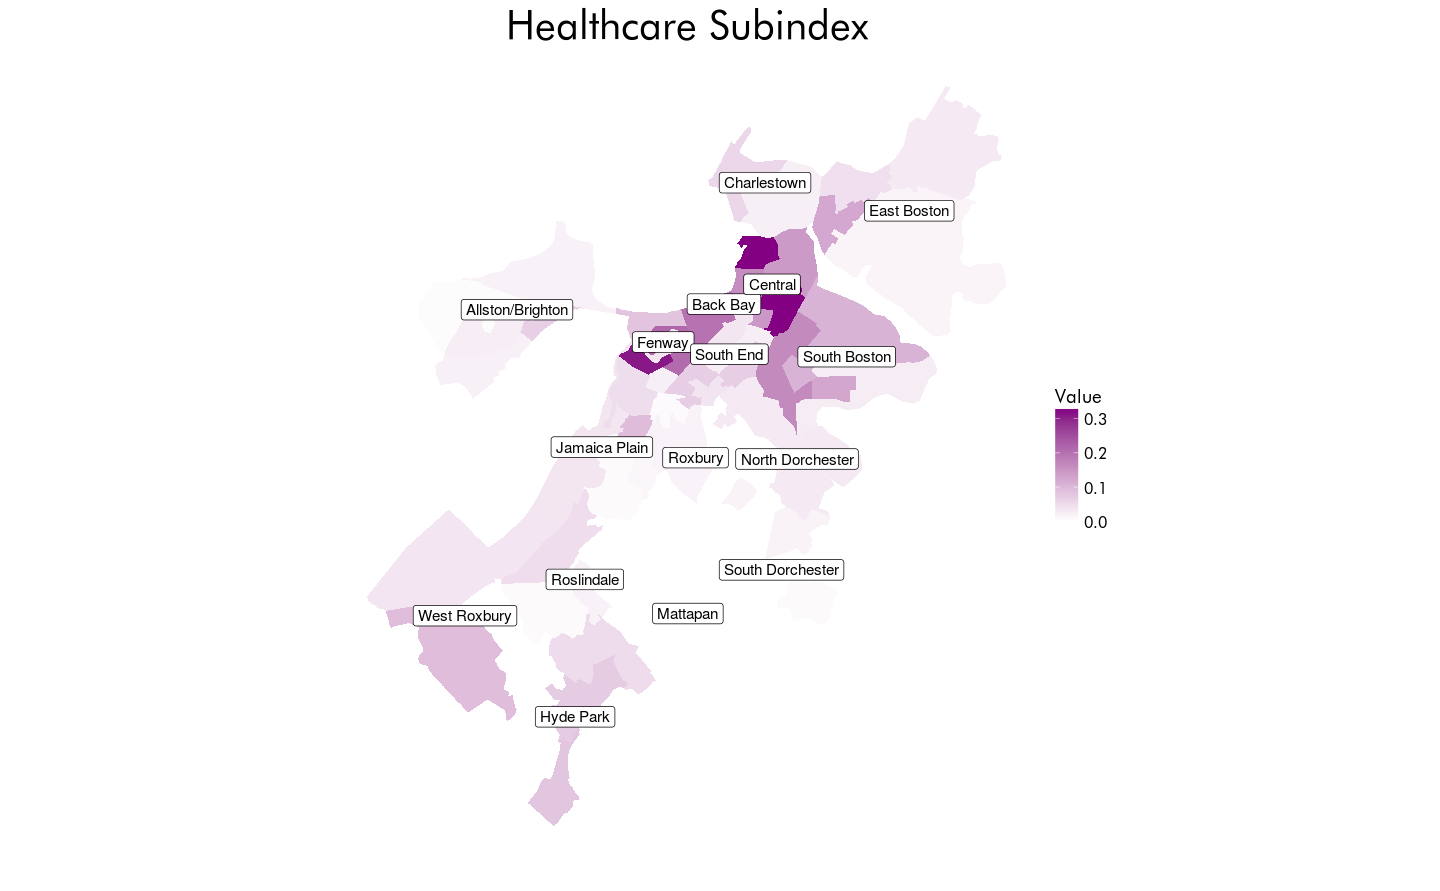 Healthcare Subindex
Charlestown
East Boston
Central
Back Bay
Allston/Brighton
Fenway
South End
South Boston
Value
0.3
0.2
0.1
0.0
Jamaica Plain
Roxbury
North Dorchester
South Dorchester
Roslindale
Mattapan
West Roxbury
Hyde Park